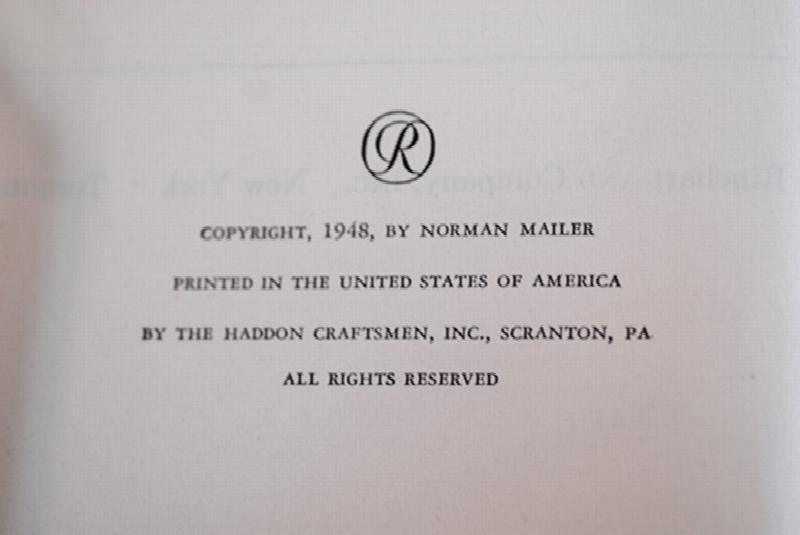 R
COPYRIGHT, 1948, BY NORMAN MAILER
PRINTED IN THE UNITED STATES OF AMERICA
BY THE HADDON CRAFTSMEN, INC., SCRANTON, PA
ALL RIGHTS RESERVED